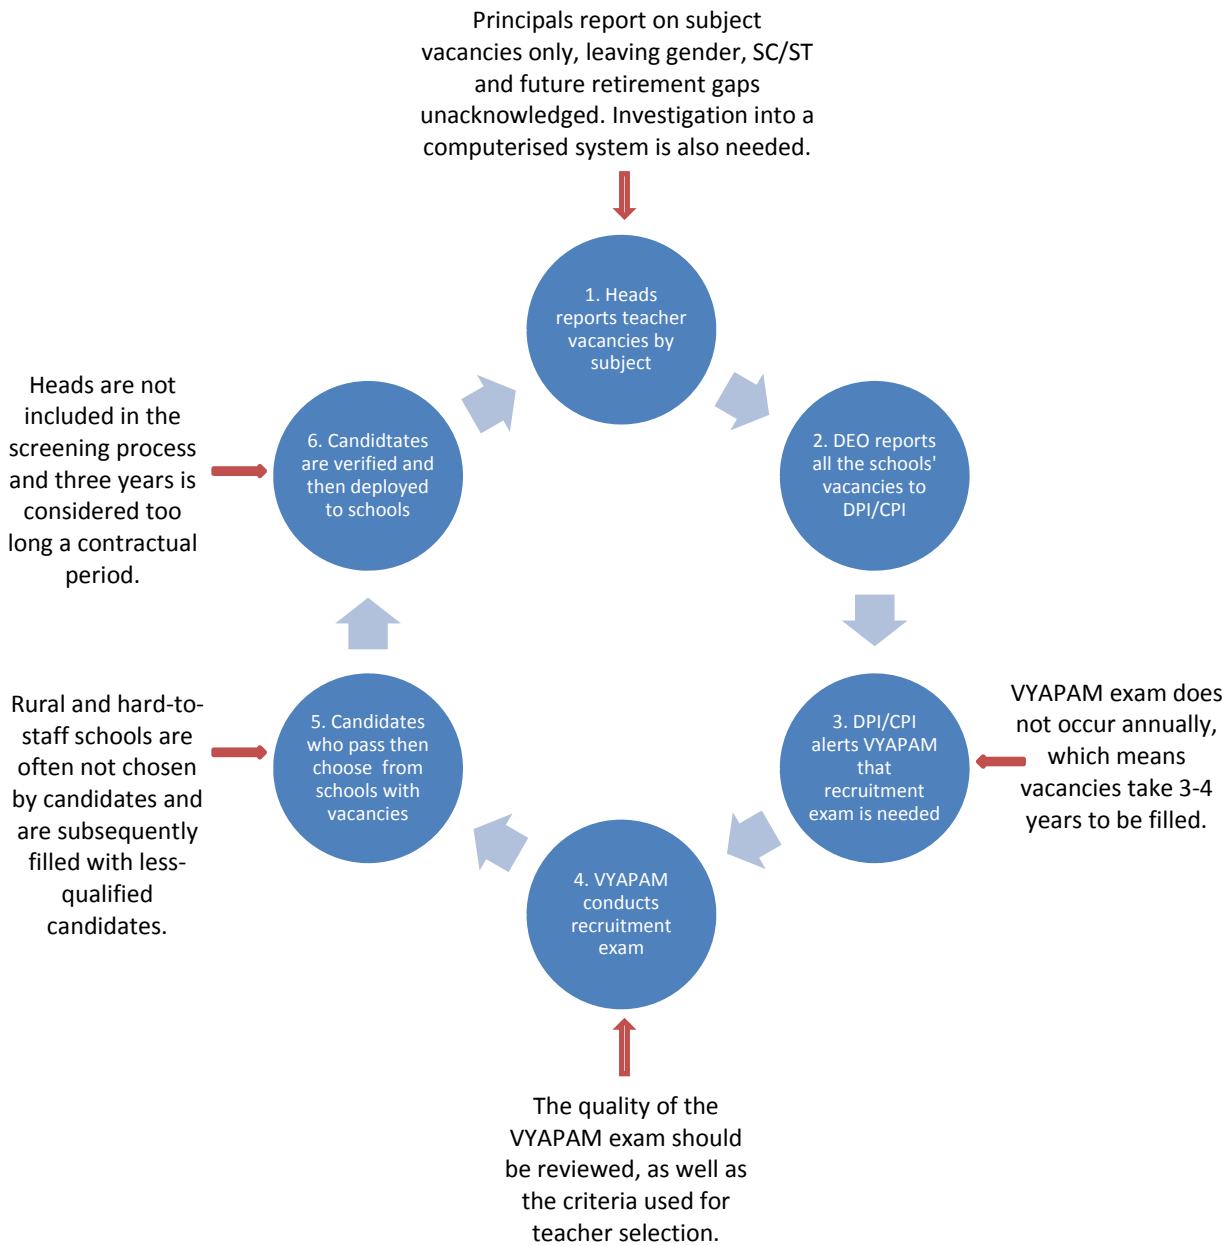 Principals report on subject
vacancies only, leaving gender, SC/ST
and future retirement gaps
unacknowledged. Investigation into a
computerised system is also needed.
1. Heads
reports teacher
vacancies by
subject
2. DEO reports
all the schools'
vacancies to
DPI/CPI
3. DPI/CPI
alerts VYAPAM
that
recruitment
exam is needed
VYAPAM exam does
not occur annually,
which means
vacancies take 3-4
years to be filled.
4. VYAPAM
conducts
recruitment
exam
The quality of the
VYAPAM exam should
be reviewed, as well as
the criteria used for
teacher selection.
5. Candidates
who pass then
choose from
schools with
vacancies
Rural and hard-to-
staff schools are
often not chosen
by candidates and
are subsequently
filled with less-
qualified
candidates.
6. Candidtates
are verified and
then deployed
to schools
Heads are not
included in the
screening process
and three years is
considered too
long a contractual
period.